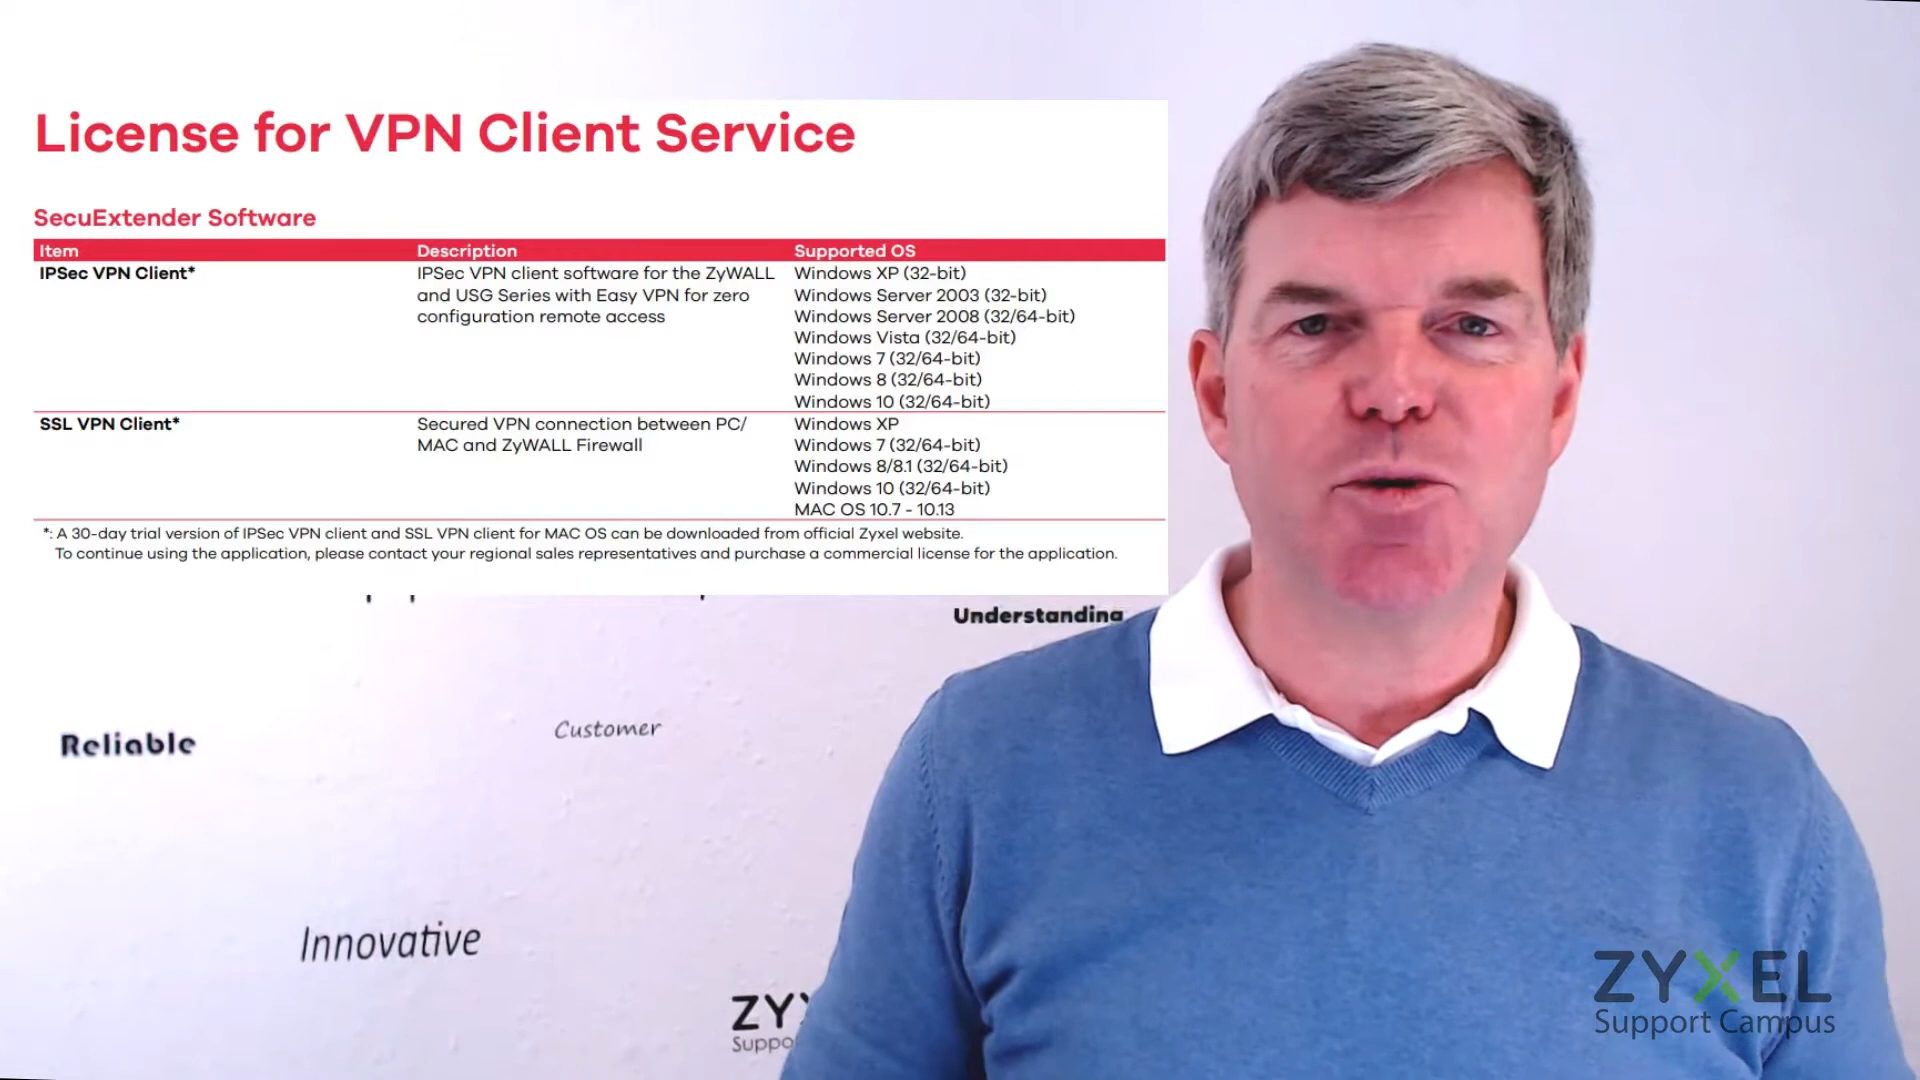 License for VPN Client Service
SecuExtender Software
Item Description Supported OS
IPSec VPN Client* IPSec VPN client software for the ZyWALL Windows XP (32-bit)
and USG Series with Easy VPN for zero Windows Server 2003 (32-bit)
configuration remote access Windows Server 2008 (32/64-bit)
Windows Vista (32/64-bit)
Windows 7 (32/64-bit)
Windows 8 (32/64-bit)
Windows 10 (32/64-bit)
SSL VPN Client* Secured VPN connection between PC/ Windows XP
MAC and ZyWALL Firewall Windows 7 (32/64-bit)
Windows 8/8.1 (32/64-bit)
Windows 10 (32/64-bit)
MAC OS 10.7 - 10.13
*: A 30-day trial version of IPSec VPN client and SSL VPN client for MAC OS can be downloaded from official Zyxel website.
To continue using the application, please contact your regional sales representatives and purchase a commercial license for the application.
Understanding
Reliable
Customer
Innovative
ZY
Suppo
ZYXEL
Support Campus